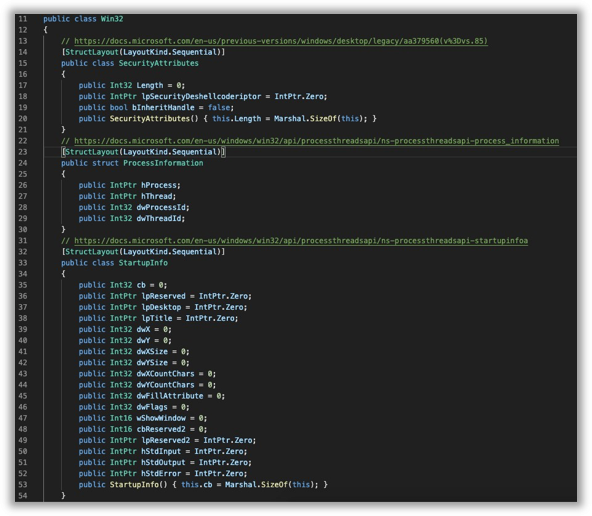 11 public class Win32
12 {
13 // https://docs.microsoft.com/en-us/previous-versions/windows/desktop/legacy/aa379560(v%3Dvs.85)
14 [StructLayout(LayoutKind.Sequential)]
15 public class SecurityAttributes
16 {
17 public Int32 Length = 0;
18 public IntPtr lpSecurityDeshellcoderiptor = IntPtr.Zero;
19 public bool bInheritHandle = false;
20 public SecurityAttributes() { this.Length = Marshal.SizeOf(this); }
21 }
22 // https://docs.microsoft.com/en-us/windows/win32/api/processthreadsapi/ns-processthreadsapi-process_information
23 [StructLayout(LayoutKind.Sequential)]
24 public struct ProcessInformation
25 {
26 public IntPtr hProcess;
27 public IntPtr hThread;
28 public Int32 dwProcessId;
29 public Int32 dwThreadId;
30 }
31 // https://docs.microsoft.com/en-us/windows/win32/api/processthreadsapi/ns-processthreadsapi-startupinfoa
32 [StructLayout(LayoutKind.Sequential)]
33 public class StartupInfo
34 {
35 public Int32 cb = 0;
36 public IntPtr lpReserved = IntPtr.Zero;
37 public IntPtr lpDesktop = IntPtr.Zero;
38 public IntPtr lpTitle = IntPtr.Zero;
39 public Int32 dwX = 0;
40 public Int32 dwY = 0;
41 public Int32 dwXSize = 0;
42 public Int32 dwYSize = 0;
43 public Int32 dwXCountChars = 0;
44 public Int32 dwYCountChars = 0;
45 public Int32 dwFillAttribute = 0;
46 public Int32 dwFlags = 0;
47 public Int16 wShowWindow = 0;
48 public Int16 cbReserved2 = 0;
49 public IntPtr lpReserved2 = IntPtr.Zero;
50 public IntPtr hStdInput = IntPtr.Zero;
51 public IntPtr hStdOutput = IntPtr.Zero;
52 public IntPtr hStdError = IntPtr.Zero;
53 public StartupInfo() { this.cb = Marshal.SizeOf(this); }
54 }